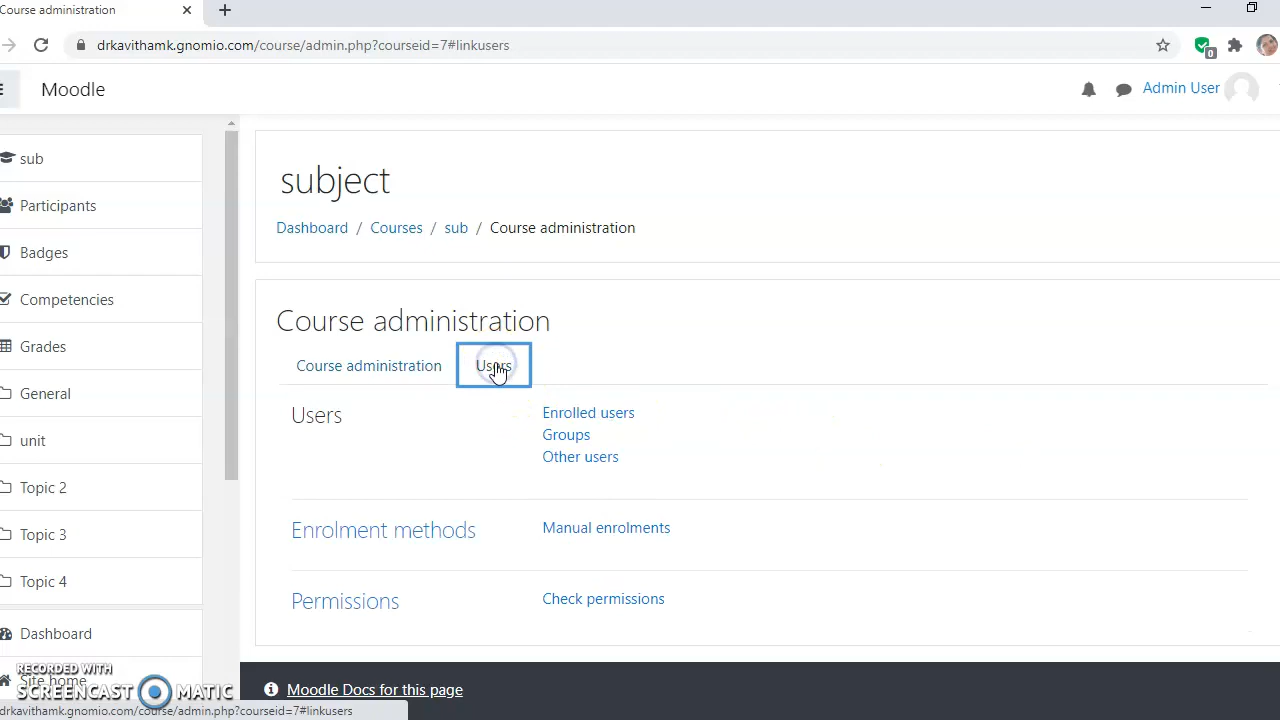 Course administration
drkavithamk.gnomio.com/course/admin.php?courseid=7#linkusers
0
Moodle
Admin User
sub
Participants
Badges
Competencies
Grades
General
unit
Topic 2
Topic 3
Topic 4
Dashboard
Site home
subject
Dashboard / Courses / sub / Course administration
Course administration
Course administration
Users
Users
Enrolled users
Groups
Other users
Enrolment methods
Manual enrolments
Permissions
Check permissions
Moodle Docs for this page
RECORDED WITH
SCREENCAST MATIC
drkavithamk.gnomio.com/course/admin.php?courseid=7#linkusers